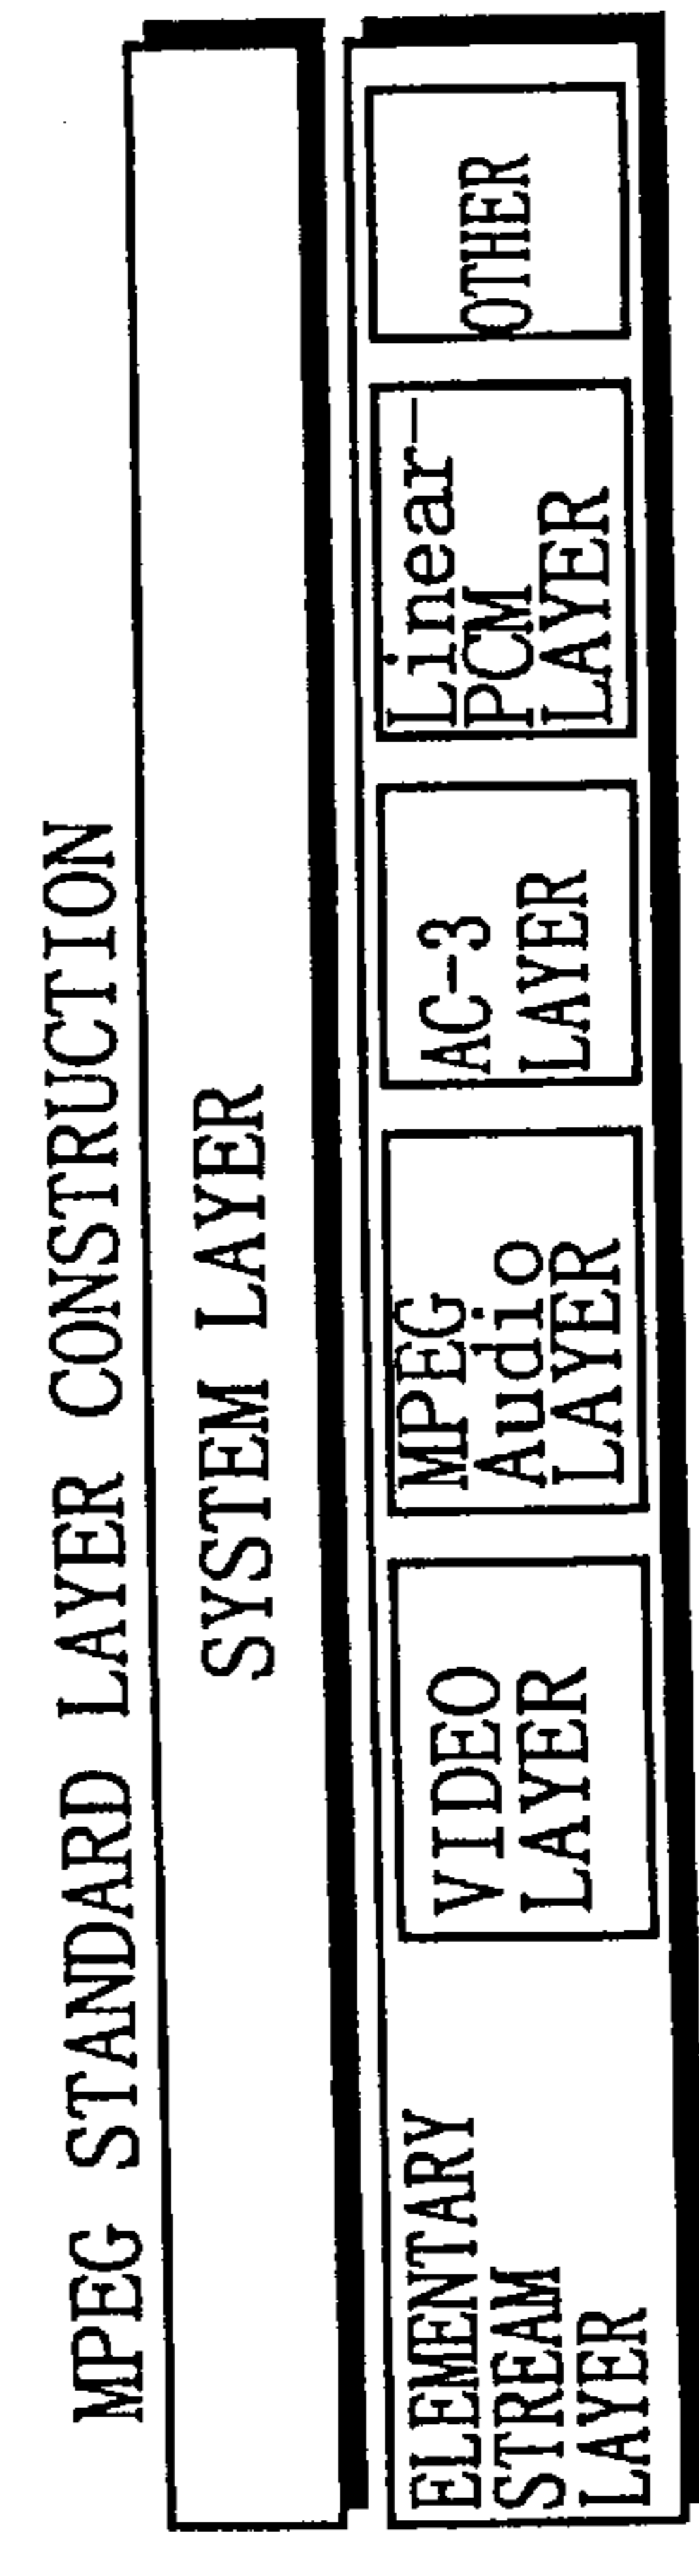 MPEG STANDARD LAYER CONSTRUCTION
SYSTEM LAYER
ELEMENTARY
STREAM
LAYER
VIDEO
LAYER
MPEG
Audio
LAYER
AC-3
LAYER
Linear-
PCM
LAYER
OTHER